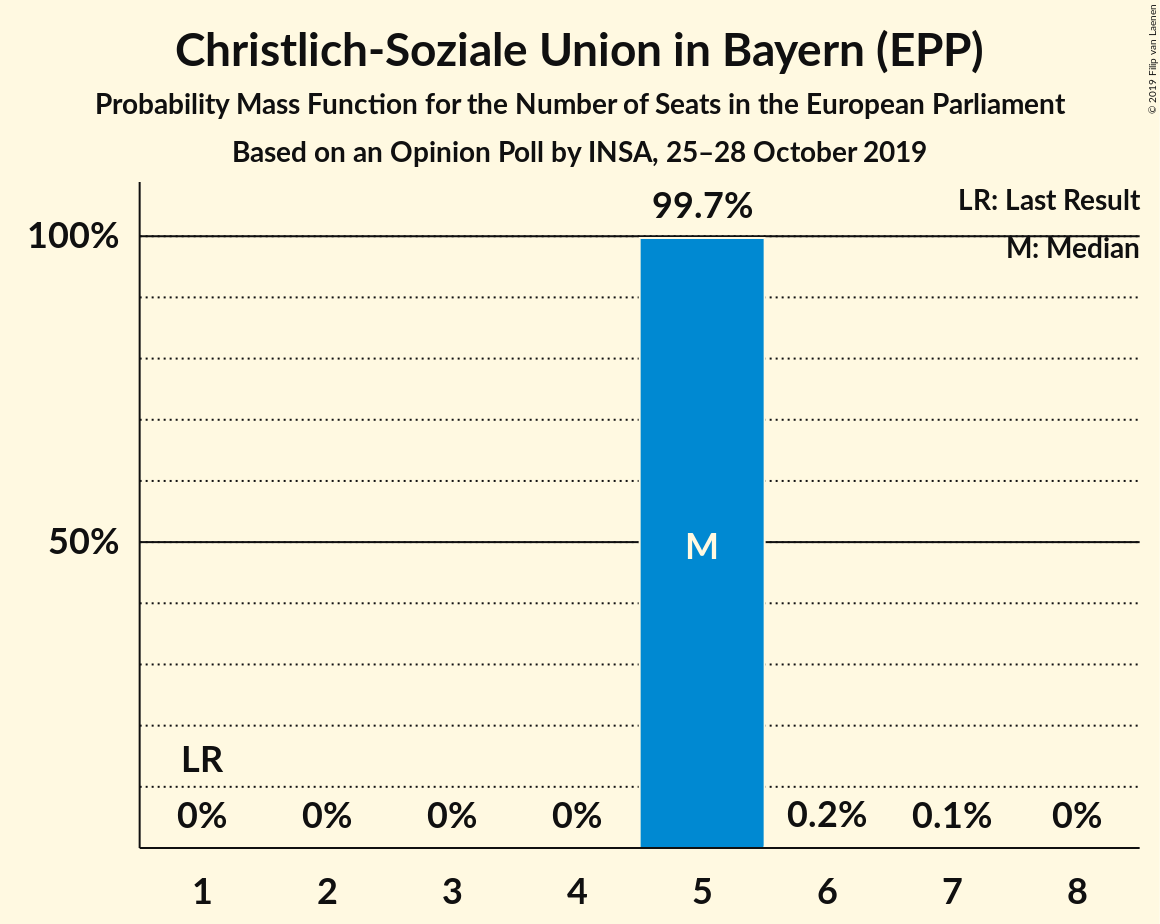 Christlich-Soziale Union in Bayern (EPP)
Probability Mass Function for the Number of Seats in the European Parliament
Based on an Opinion Poll by INSA, 25–28 October 2019
© 2019 Filip van Laenen
99.7%
LR: Last Result
M: Median
100%
50%
M
LR
0% 0% 0% 0% 0.2% 0.1% 0%
1 2 3 4 5 6 7 8